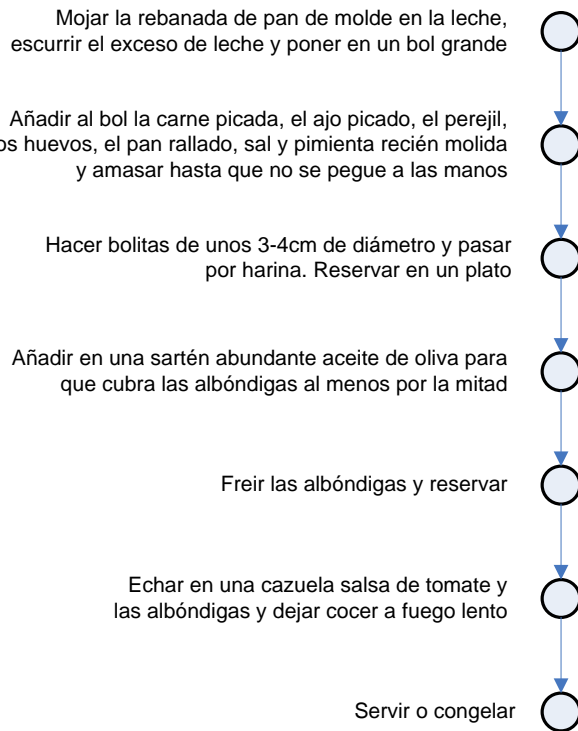 Mojar la rebanada de pan de molde en la leche,
escurrir el exceso de leche y poner en un bol grande
Añadir al bol la carne picada, el ajo picado, el perejil,
os huevos, el pan rallado, sal y pimienta recién molida
y amasar hasta que no se pegue a las manos
Hacer bolitas de unos 3-4cm de diámetro y pasar
por harina. Reservar en un plato
Añadir en una sartén abundante aceite de oliva para
que cubra las albóndigas al menos por la mitad
Freir las albóndigas y reservar
Echar en una cazuela salsa de tomate y
las albóndigas y dejar cocer a fuego lento
Servir o congelar